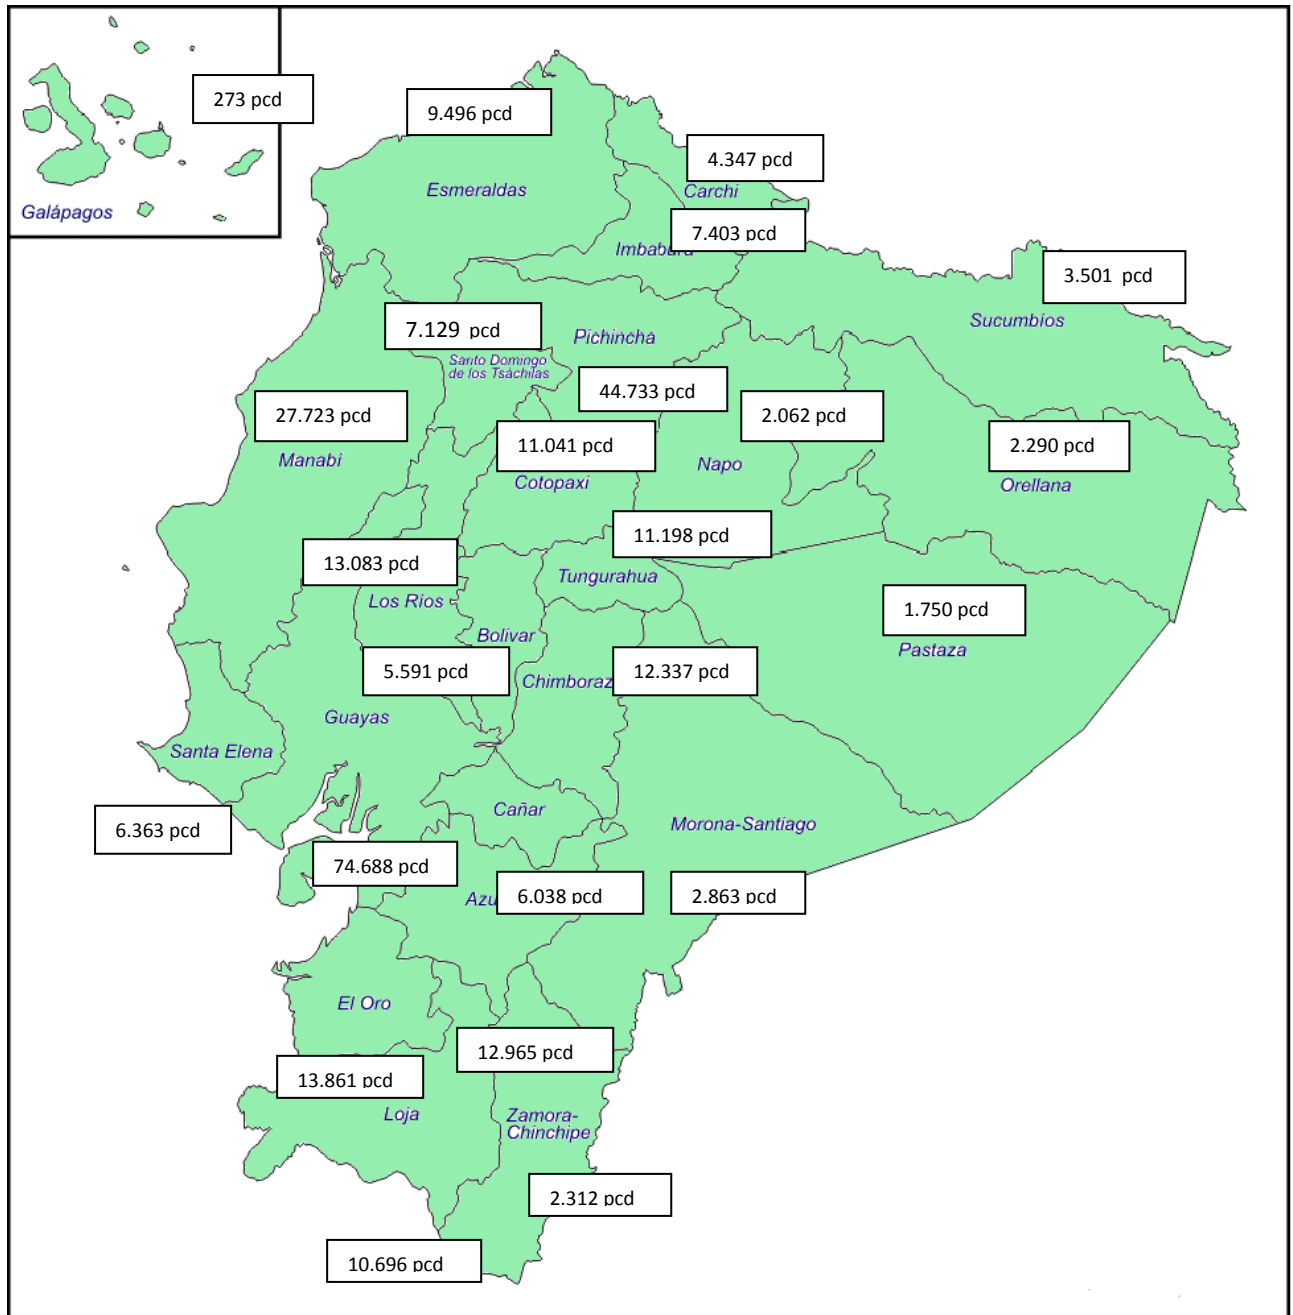 273 pcd
9.496 pcd
4.347 pcd
Esmeraldas
Carchi
Galápagos
7.403 pcd
Imbabura
3.501 pcd
Sucumbíos
7.129 pcd
Pichincha
Santo Domingo
de los Tsáchilas
44.733 pcd
27.723 pcd
2.062 pcd
11.041 pcd
2.290 pcd
Manabí
Napo
Cotopaxi
Orellana
11.198 pcd
13.083 pcd
Tungurahua
Los Ríos
1.750 pcd
Bolivar
Pastaza
5.591 pcd
Chimboraz
12.337 pcd
Guayas
Santa Elena
Cañar
6.363 pcd
Morona-Santiago
74.688 pcd
Azu
6.038 pcd
2.863 pcd
El Oro
12.965 pcd
13.861 pcd
Loja
Zamora-
Chinchipe
2.312 pcd
10.696 pcd